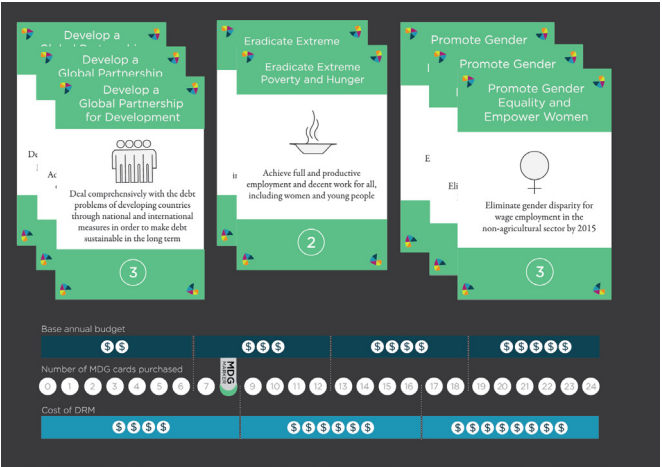 Develop a
Develop a
Global Partnership
Develop a
Global Partnership
for Development
Deal comprehensively with the debt
problems of developing countries
through national and international
measures in order to make debt
sustainable in the long term
3
Eradicate Extreme
Eradicate Extreme
Poverty and Hunger
Achieve full and productive
employment and decent work for all,
including women and young people
2
Promote Gender
Promote Gender
Promote Gender
Equality and
Empower Women
Eliminate gender disparity for
wage employment in the
non-agricultural sector by 2015
3
Base annual budget
$ $ $ $ $ $ $ $ $ $ $ $ $ $
Number of MDG cards purchased
0 1 2 3 4 5 6 7 MDG 9 10 11 12 13 14 15 16 17 18 19 20 21 22 23 24
Cost of DRM
$ $ $ $ $ $ $ $ $ $ $ $ $ $ $ $ $ $